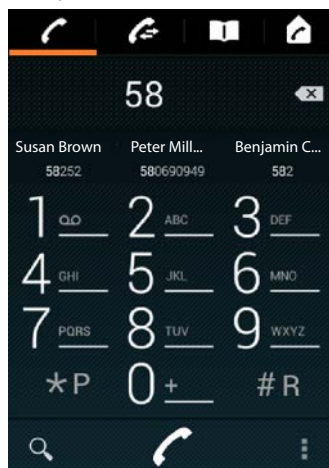 58
Susan Brown Peter Mill... Benjamin C...
58252 580690949 582
1 2 ABC 3 DEF
4 GHI 5 JKL 6 MNO
7 PQRS 8 TUV 9 WXYZ
*P 0 + #R